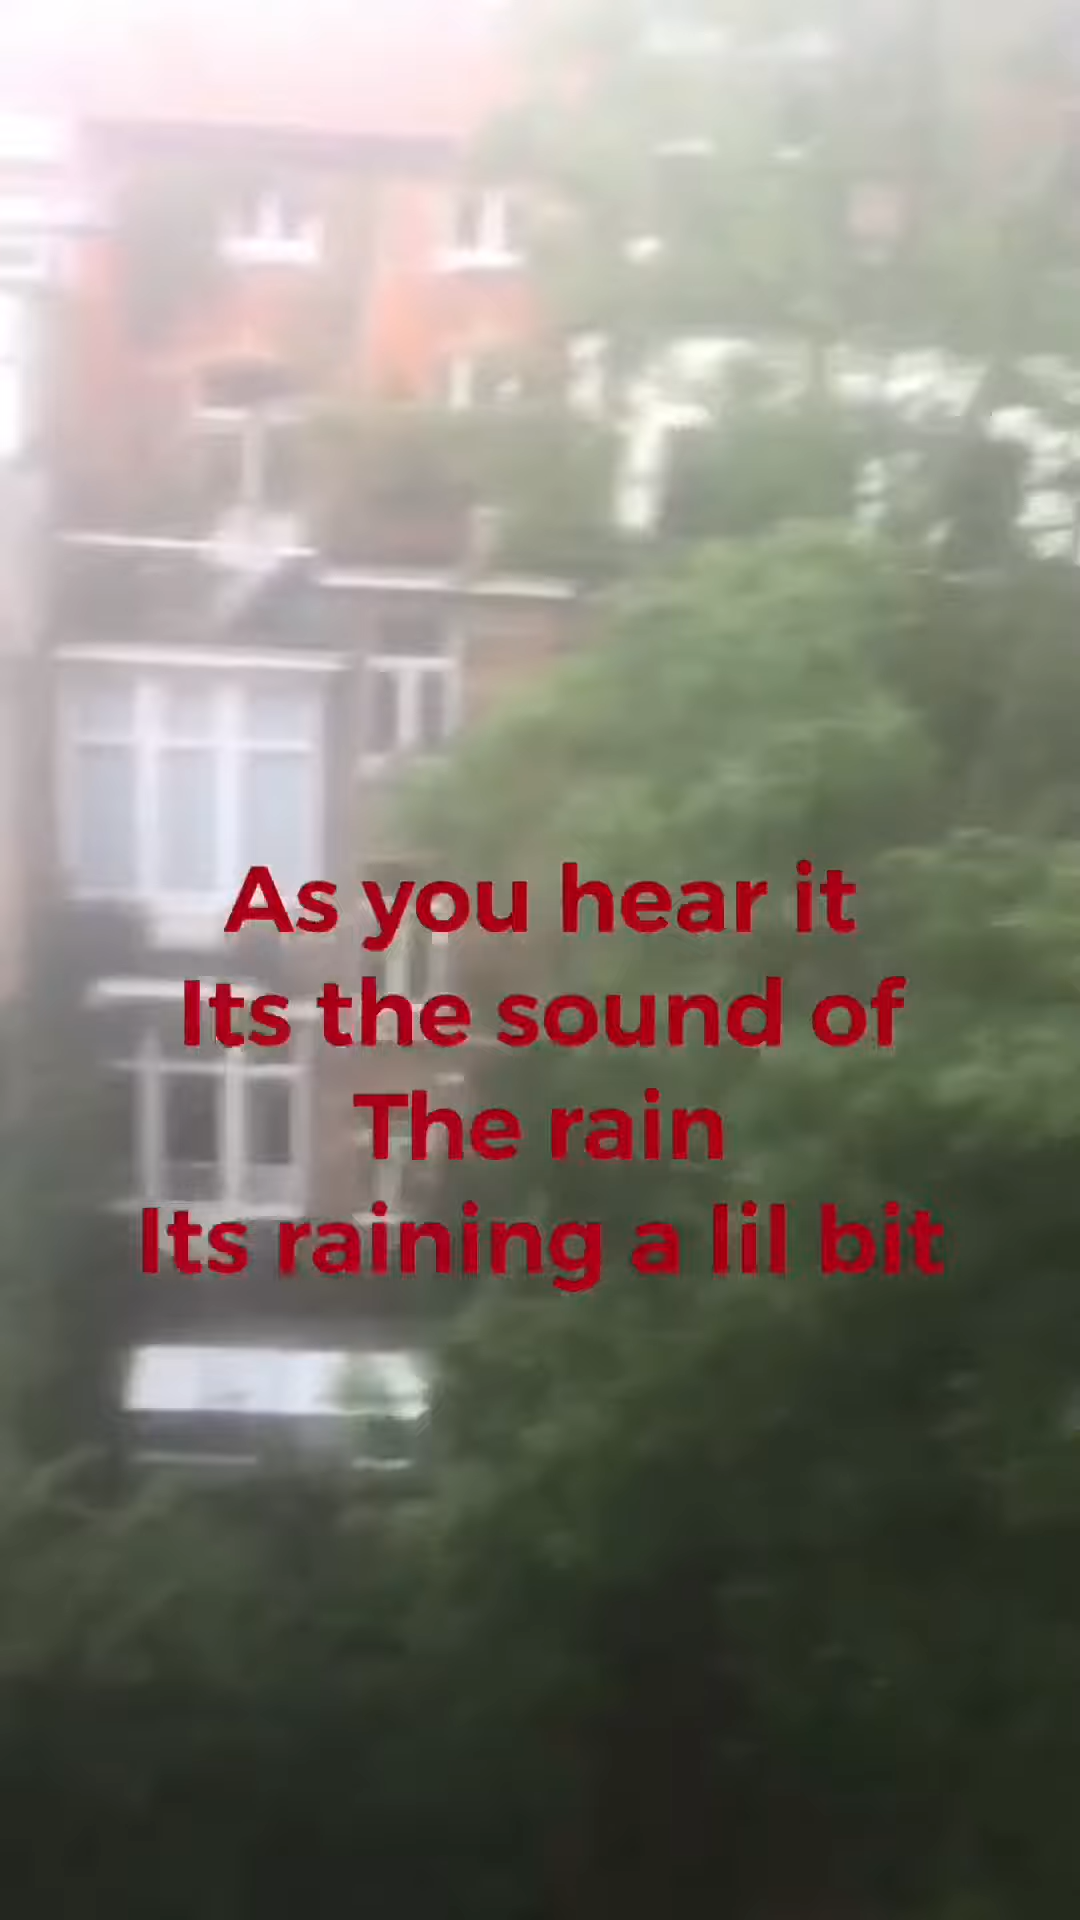 As you hear it
Its the sound of
The rain
Its raining a lil bit